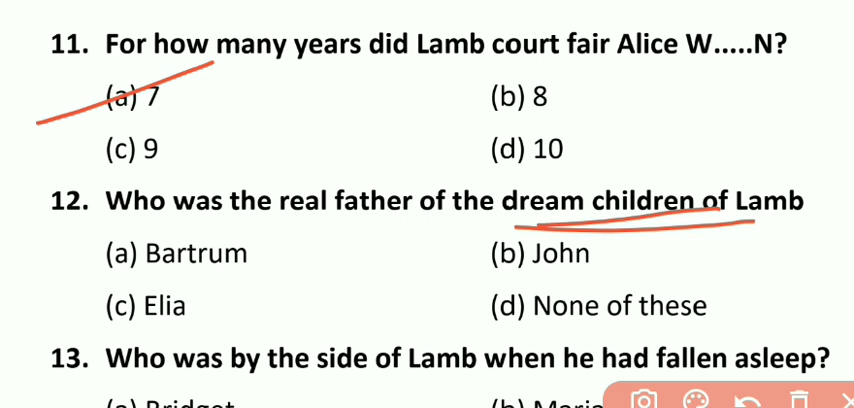 11. For how many years did Lamb court fair Alice W.....N?
(a) 7 (b) 8
(c) 9 (d) 10
12. Who was the real father of the dream children of Lamb
(a) Bartrum (b) John
(c) Elia (d) None of these
13. Who was by the side of Lamb when he had fallen asleep?
(a) Bridget (b) Maria